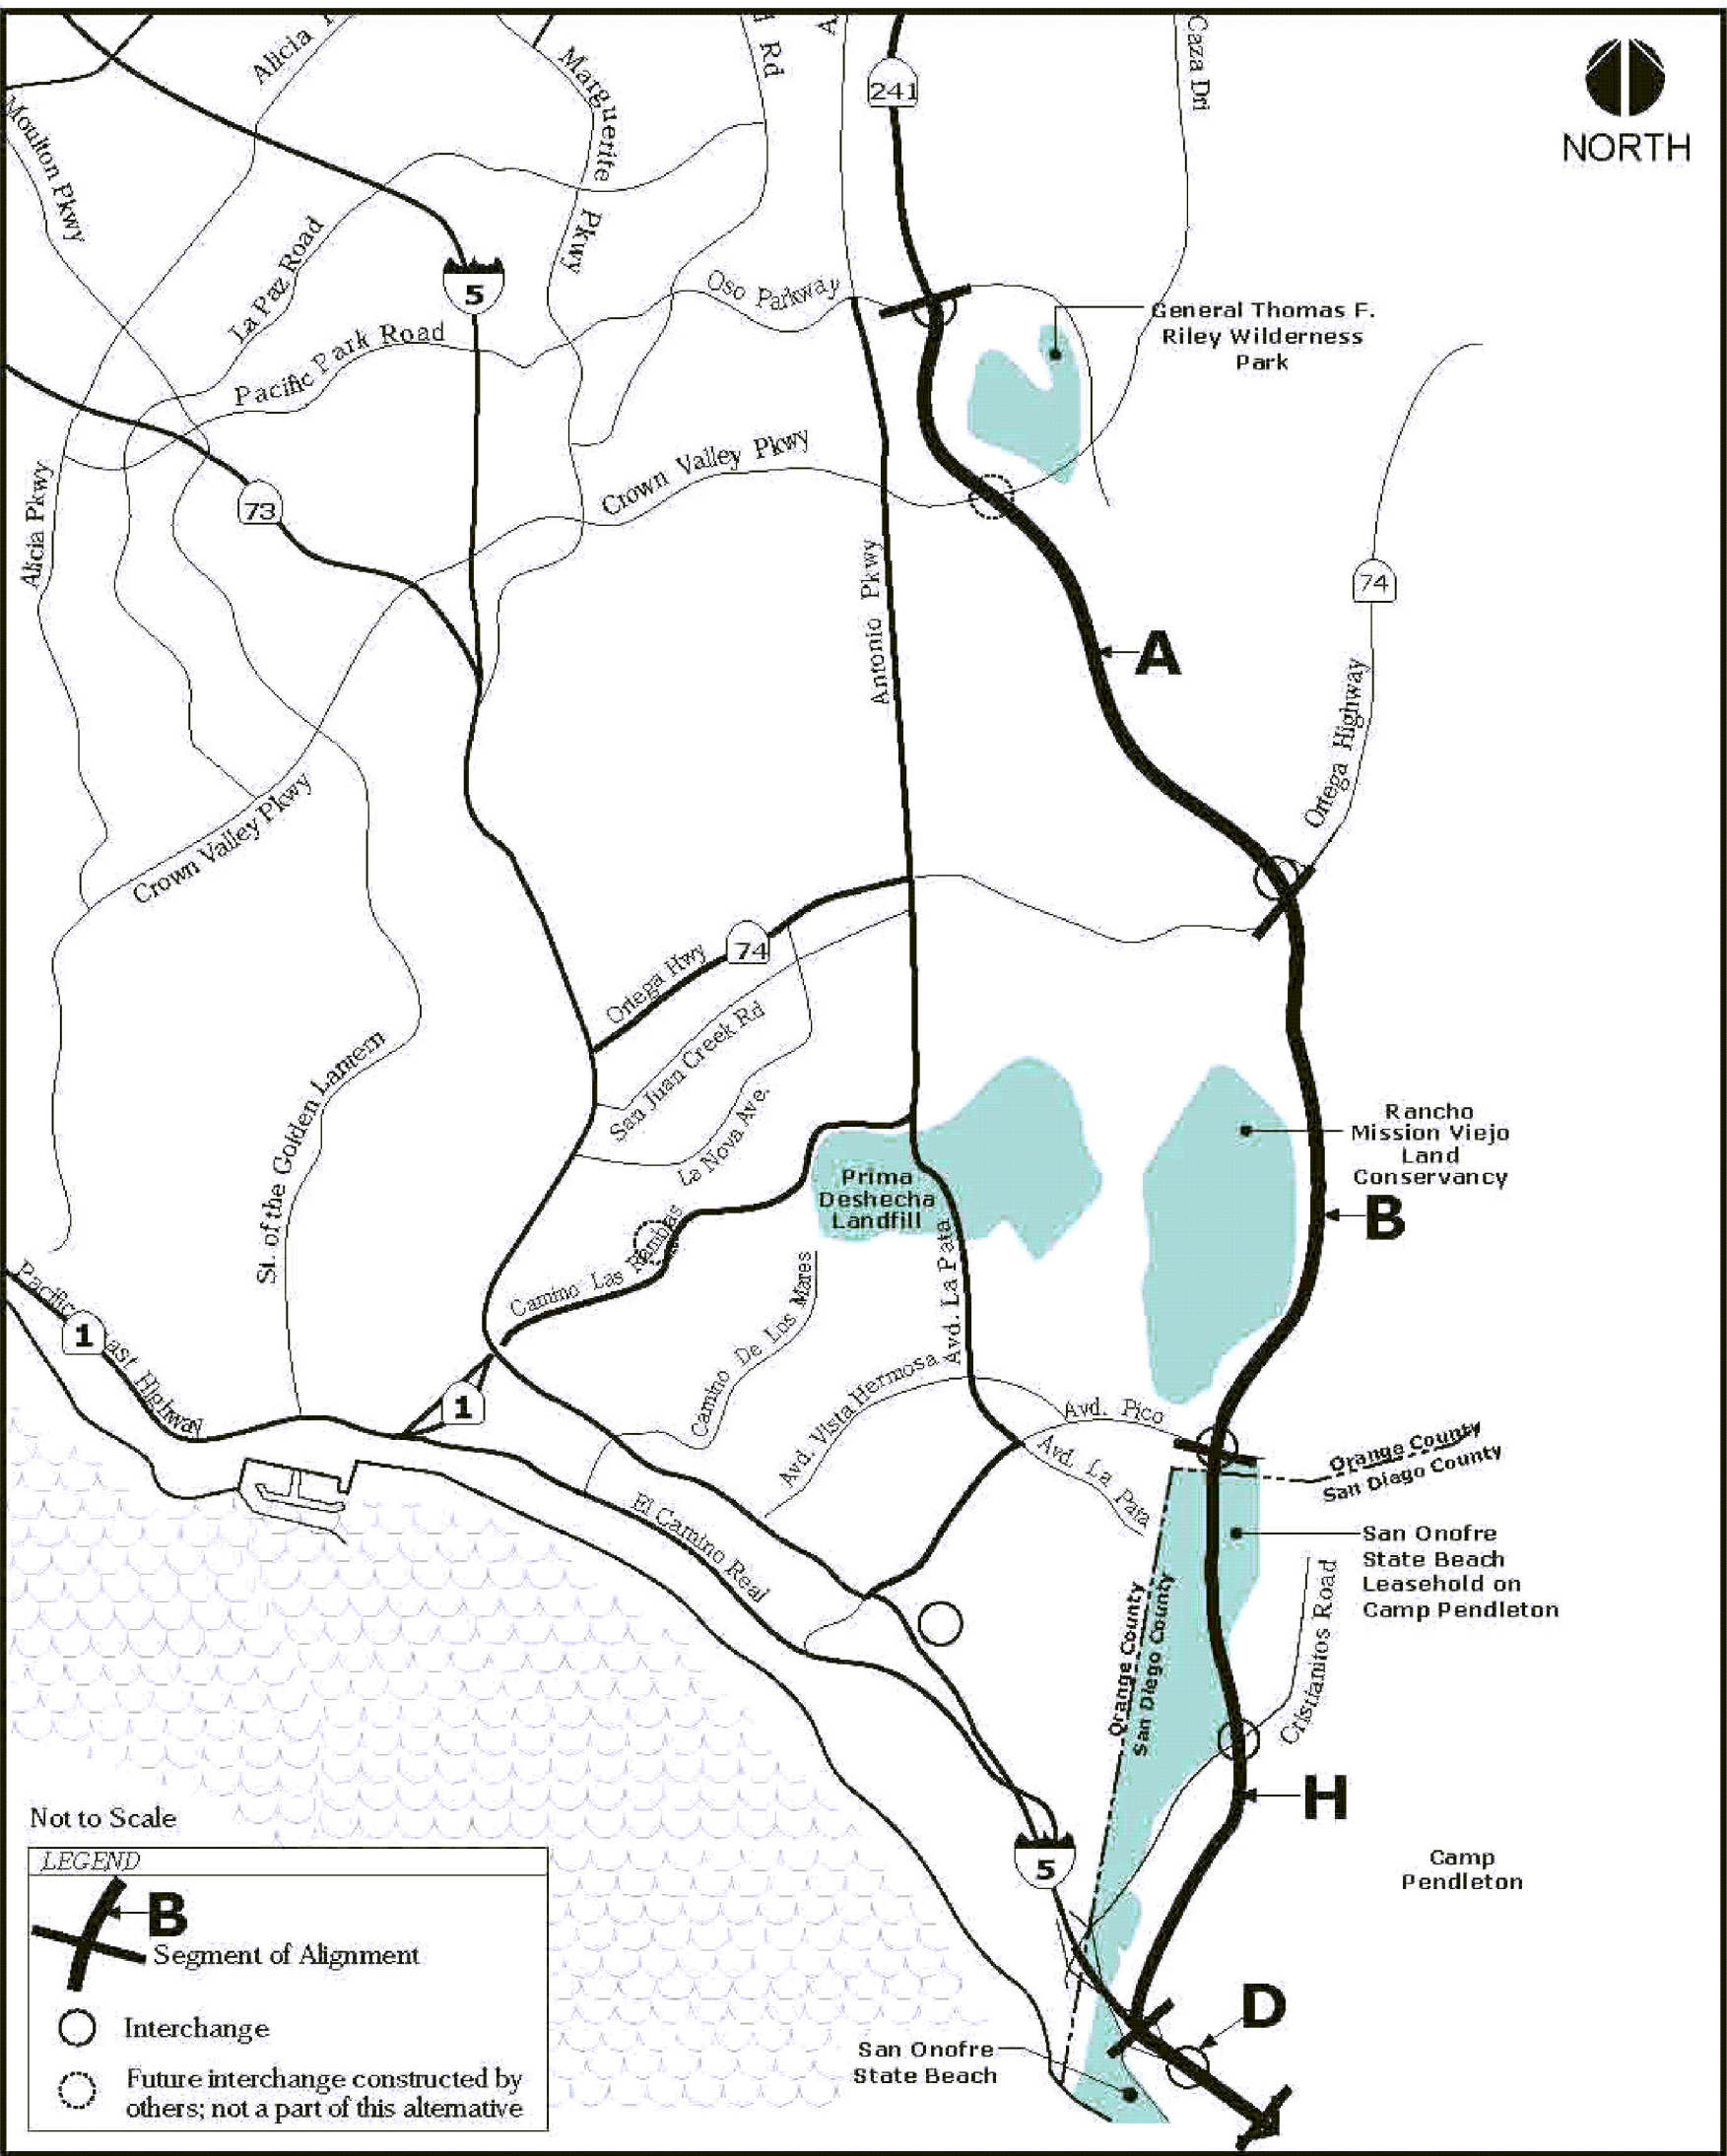 Alicia
Marguerite
Pkwy
Rd
241
Caza Dri
NORTH
Moulton Pkwy
La Paz Road
5
Oso Parkway
General Thomas F.
Riley Wilderness
Park
Pacific Park Road
Crown Valley Pkwy
Alicia Pkwy
73
Antonio Pkwy
74
A
Ortega Highway
Crown Valley Pkwy
Ortega Hwy
74
San Juan Creek Rd
La Nova Ave.
St. of the Golden Lantern
Rancho
Mission Viejo
Land
Conservancy
Prima
Deshecha
Landfill
B
Camino Las Ramblas
Avd. La Pata
Camino De Los Mares
Pacific
1
ast Highway
1
Avd. Vista Hermosa
Avd. Pico
Avd. La Pata
Orange County
San Diago County
El Camino Real
San Onofre
State Beach
Leasehold on
Camp Pendleton
Orange County
San Diego County
Cristianitos Road
H
5
Camp
Pendleton
Not to Scale
LEGEND
B
Segment of Alignment
Interchange
Future interchange constructed by
others; not a part of this alternative
D
San Onofre
State Beach